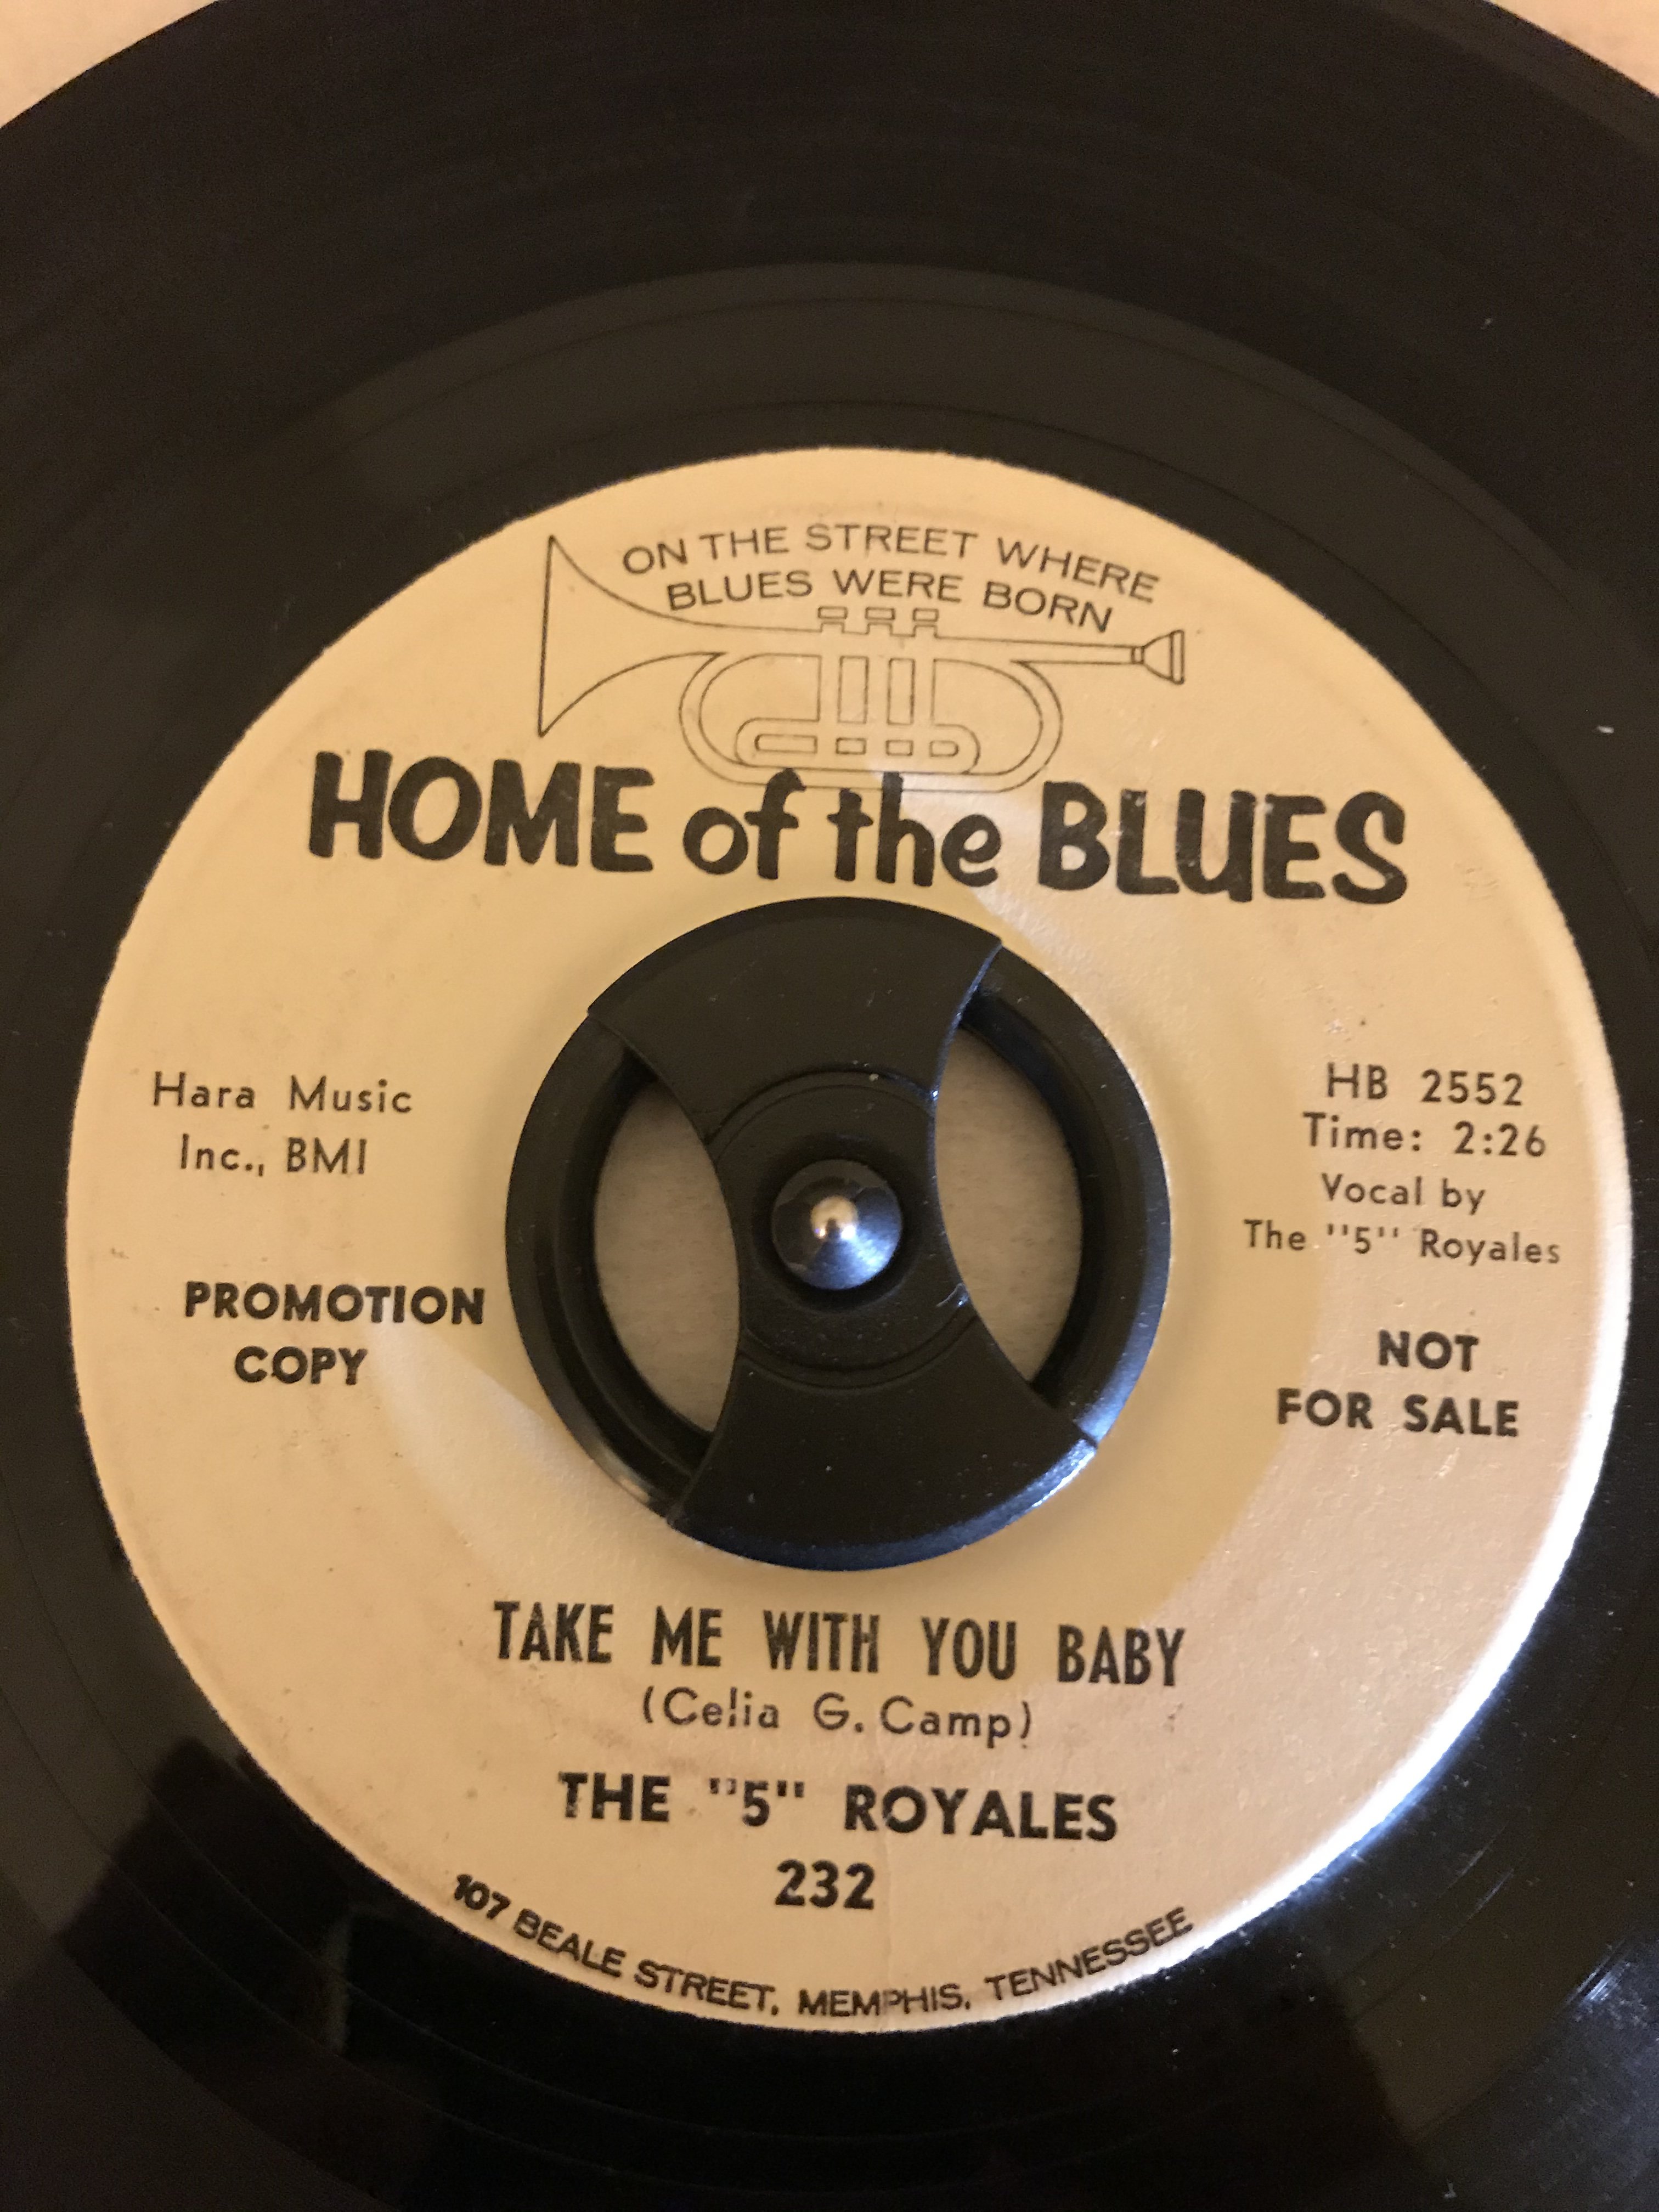 ON THE STREET WHERE
BLUES WERE BORN
HOME of the BLUES
Hara Music
Inc., BMI
PROMOTION
COPY
HB 2552
Time: 2:26
Vocal by
The "5" Royales
NOT
FOR SALE
TAKE ME WITH YOU BABY
(Celia G. Camp)
THE "5" ROYALES
232
107 BEALE STREET, MEMPHIS, TENNESSEE